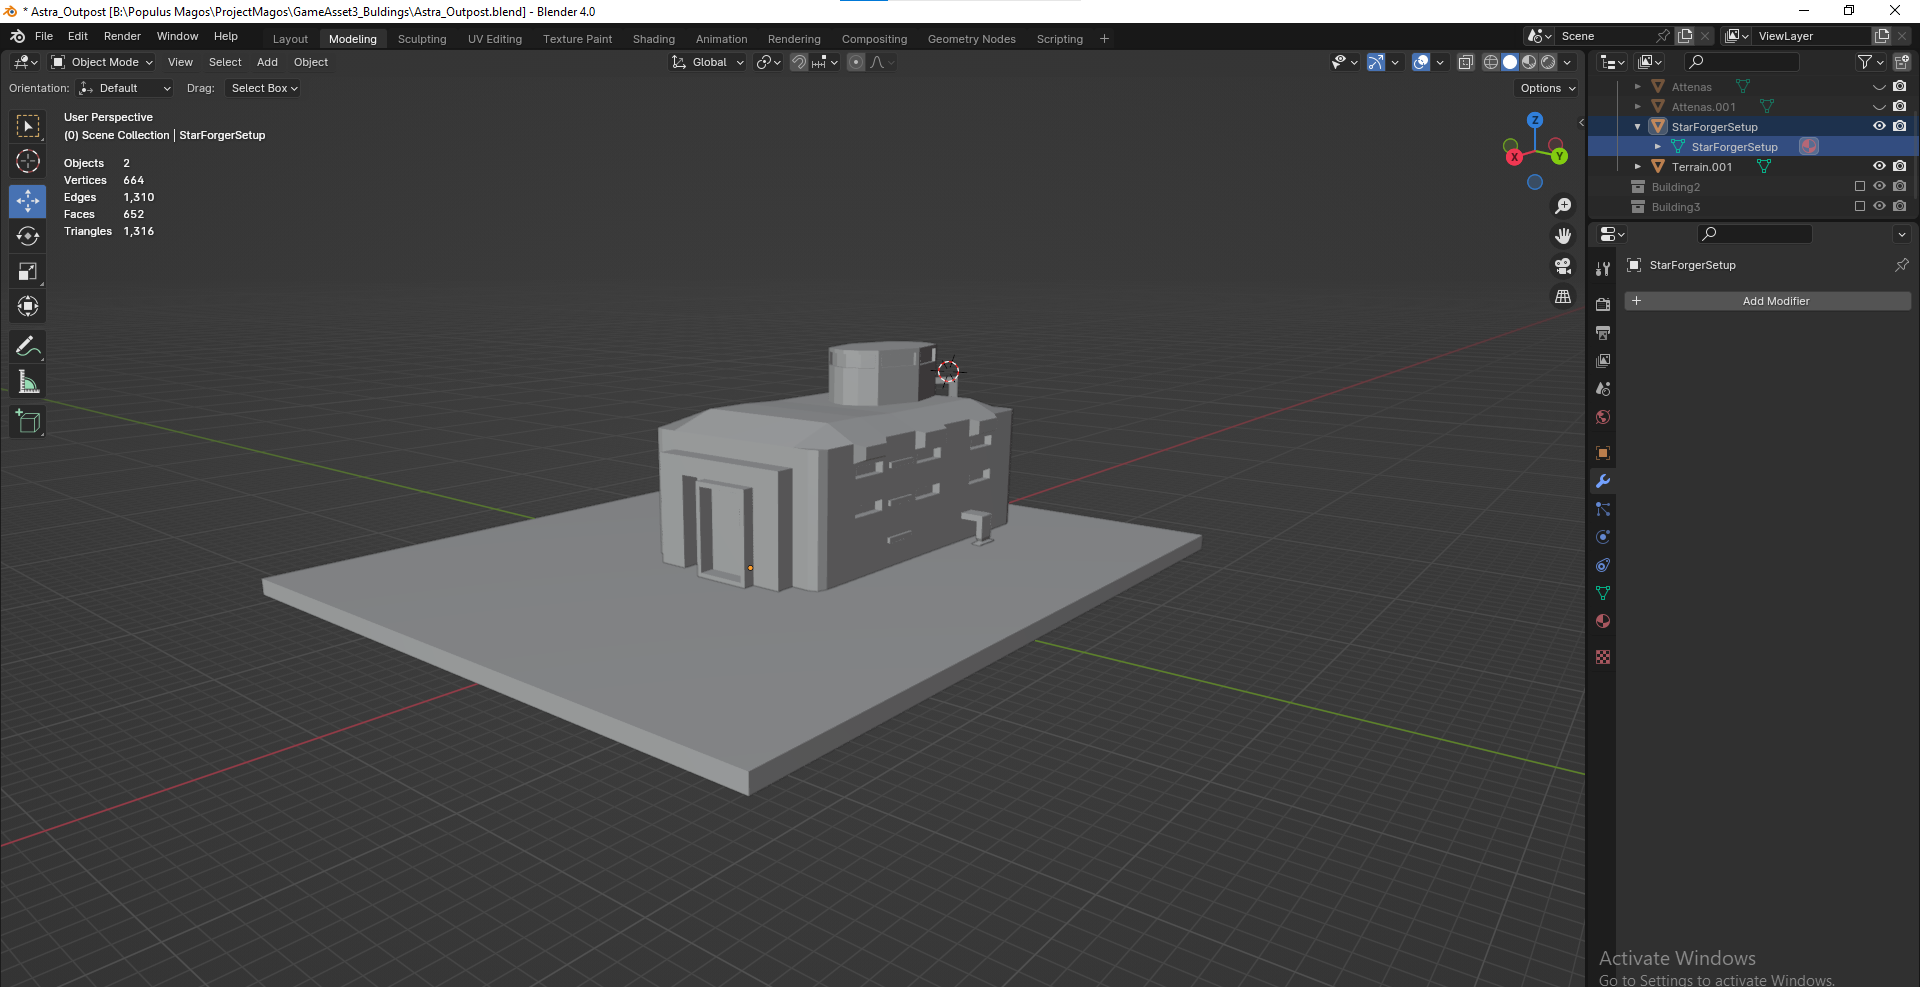 * Astra_Outpost [B:\Populus Magos\ProjectMagos\GameAsset3_Buldings\Astra_Outpost.blend] - Blender 4.0
File Edit Render Window Help Layout Modeling Sculpting UV Editing Texture Paint Shading Animation Rendering Compositing Geometry Nodes Scripting + Scene ViewLayer
Object Mode View Select Add Object Global
Orientation: Default Drag: Select Box Options
User Perspective
(0) Scene Collection | StarForgerSetup
Objects 2
Vertices 664
Edges 1,310
Faces 652
Triangles 1,316
Z
X
Y
Attenas
Attenas.001
StarForgerSetup
StarForgerSetup
Terrain.001
Building2
Building3
StarForgerSetup
+ Add Modifier
Activate Windows
Go to Settings to activate Windows.